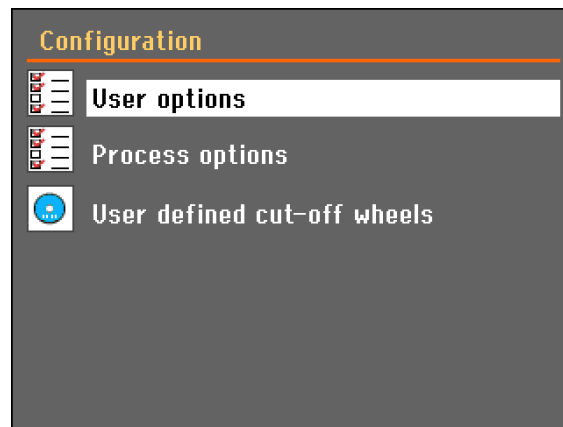 Configuration
User options
Process options
User defined cut-off wheels